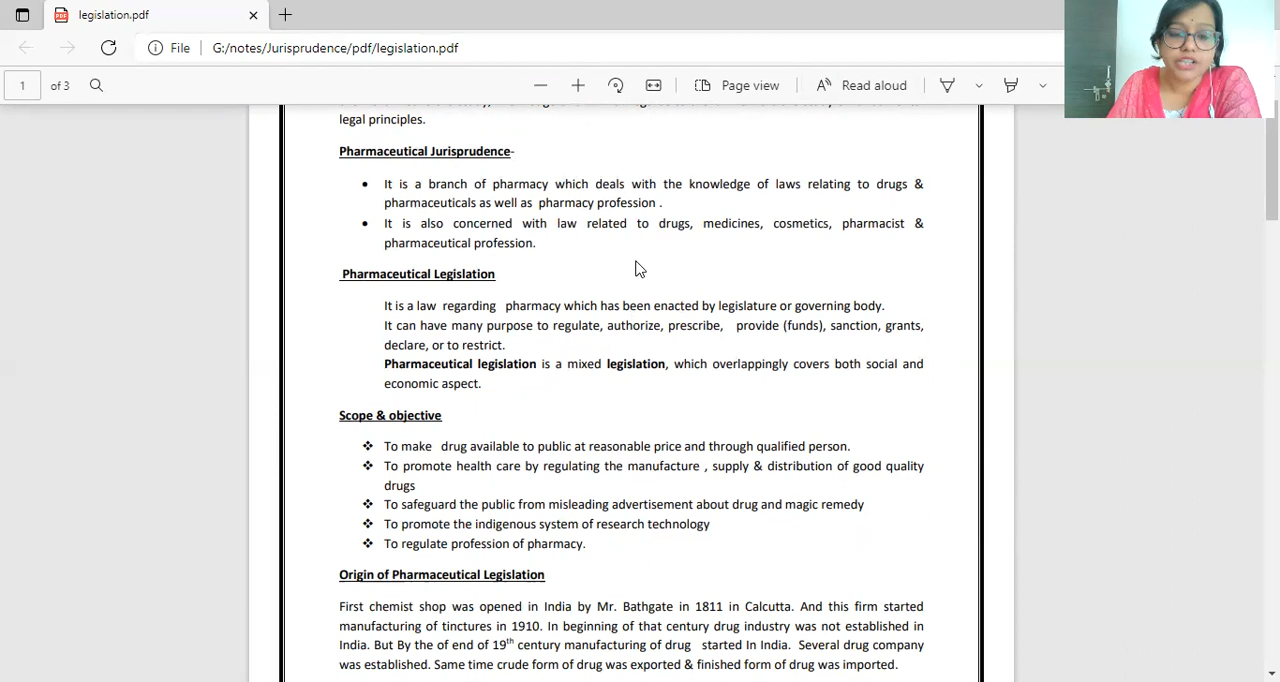 legislation.pdf
File
G:/notes/Jurisprudence/pdf/legislation.pdf
1 of 3
Page view
Read aloud
legal principles.
Pharmaceutical Jurisprudence-
It is a branch of pharmacy which deals with the knowledge of laws relating to drugs &
pharmaceuticals as well as pharmacy profession .
It is also concerned with law related to drugs, medicines, cosmetics, pharmacist &
pharmaceutical profession.
Pharmaceutical Legislation
It is a law regarding pharmacy which has been enacted by legislature or governing body.
It can have many purpose to regulate, authorize, prescribe, provide (funds), sanction, grants,
declare, or to restrict.
Pharmaceutical legislation is a mixed legislation, which overlappingly covers both social and
economic aspect.
Scope & objective
To make drug available to public at reasonable price and through qualified person.
To promote health care by regulating the manufacture , supply & distribution of good quality
drugs
To safeguard the public from misleading advertisement about drug and magic remedy
To promote the indigenous system of research technology
To regulate profession of pharmacy.
Origin of Pharmaceutical Legislation
First chemist shop was opened in India by Mr. Bathgate in 1811 in Calcutta. And this firm started
manufacturing of tinctures in 1910. In beginning of that century drug industry was not established in
India. But By the of end of 19th century manufacturing of drug started In India. Several drug company
was established. Same time crude form of drug was exported & finished form of drug was imported.